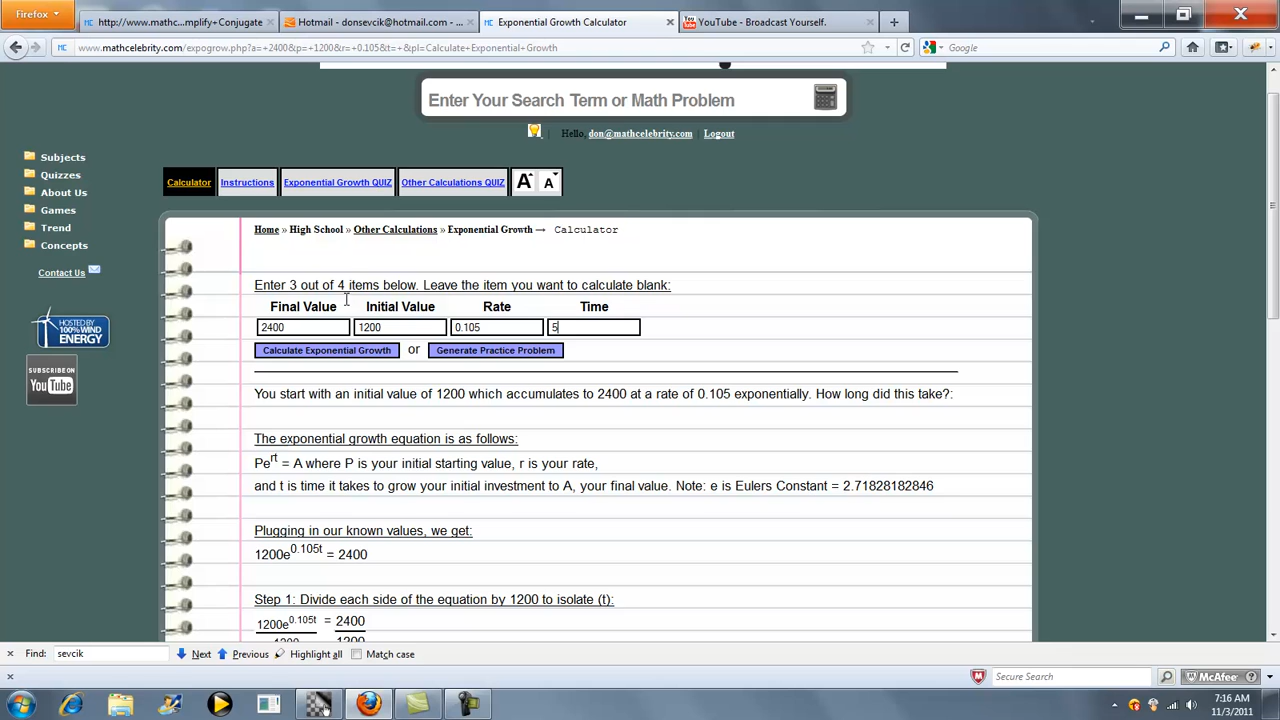 Firefox
http://www.mathc...mplify+Conjugate
Hotmail - donsevcik@hotmail.com - ...
Exponential Growth Calculator
YouTube - Broadcast Yourself.
www.mathcelebrity.com/expogrow.php?a=+2400&p=+1200&r=+0.105&t=+&pl=Calculate+Exponential+Growth
Google
Enter Your Search Term or Math Problem
| Hello, don@mathcelebrity.com | Logout
Subjects
Quizzes
About Us
Games
Trend
Concepts
Contact Us
HOSTED BY
100% WIND
ENERGY
SUBSCRIBE ON
YouTube
Calculator
Instructions
Exponential Growth QUIZ
Other Calculations QUIZ
A A
Home » High School » Other Calculations » Exponential Growth → Calculator
Enter 3 out of 4 items below. Leave the item you want to calculate blank:
Final Value Initial Value Rate Time
2400 1200 0.105 5
Calculate Exponential Growth or Generate Practice Problem
You start with an initial value of 1200 which accumulates to 2400 at a rate of 0.105 exponentially. How long did this take?:
The exponential growth equation is as follows:
Pe^rt = A where P is your initial starting value, r is your rate,
and t is time it takes to grow your initial investment to A, your final value. Note: e is Eulers Constant = 2.71828182846
Plugging in our known values, we get:
1200e^0.105t = 2400
Step 1: Divide each side of the equation by 1200 to isolate (t):
1200e^0.105t = 2400
1200 1200
Find: sevcik Next Previous Highlight all Match case
Secure Search
McAfee
7:16 AM
11/3/2011